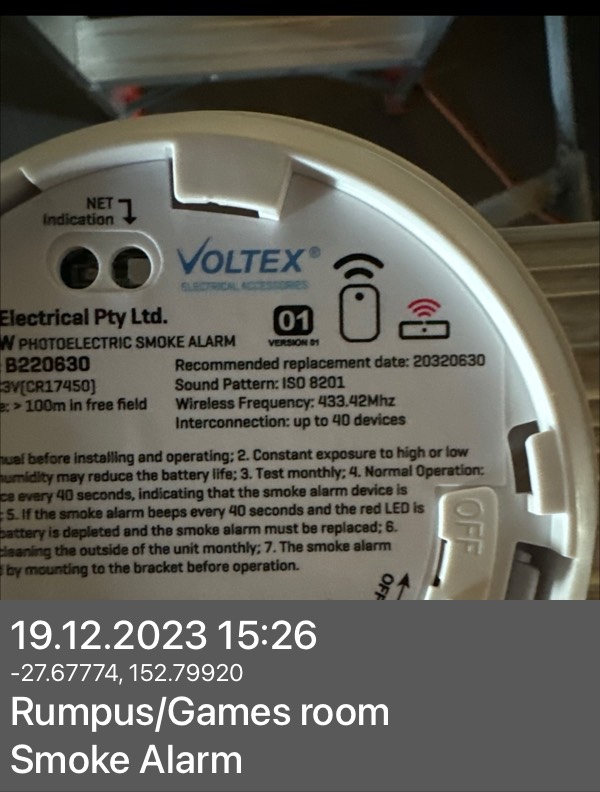 NET
Indication
VOLTEX®
ELECTRICAL ACCESSORIES
Electrical Pty Ltd.
01
VERSION 01
W PHOTOELECTRIC SMOKE ALARM
B220630
Recommended replacement date: 20320630
3V(CR17450)
Sound Pattern: ISO 8201
> 100m in free field
Wireless Frequency: 433.42Mhz
Interconnection: up to 40 devices
before installing and operating; 2. Constant exposure to high or low
humidity may reduce the battery life; 3. Test monthly; 4. Normal Operation:
every 40 seconds, indicating that the smoke alarm device is
5. If the smoke alarm beeps every 40 seconds and the red LED is
battery is depleted and the smoke alarm must be replaced; 6.
cleaning the outside of the unit monthly; 7. The smoke alarm
by mounting to the bracket before operation.
OFF
OFF
19.12.2023 15:26
-27.67774, 152.79920
Rumpus/Games room
Smoke Alarm